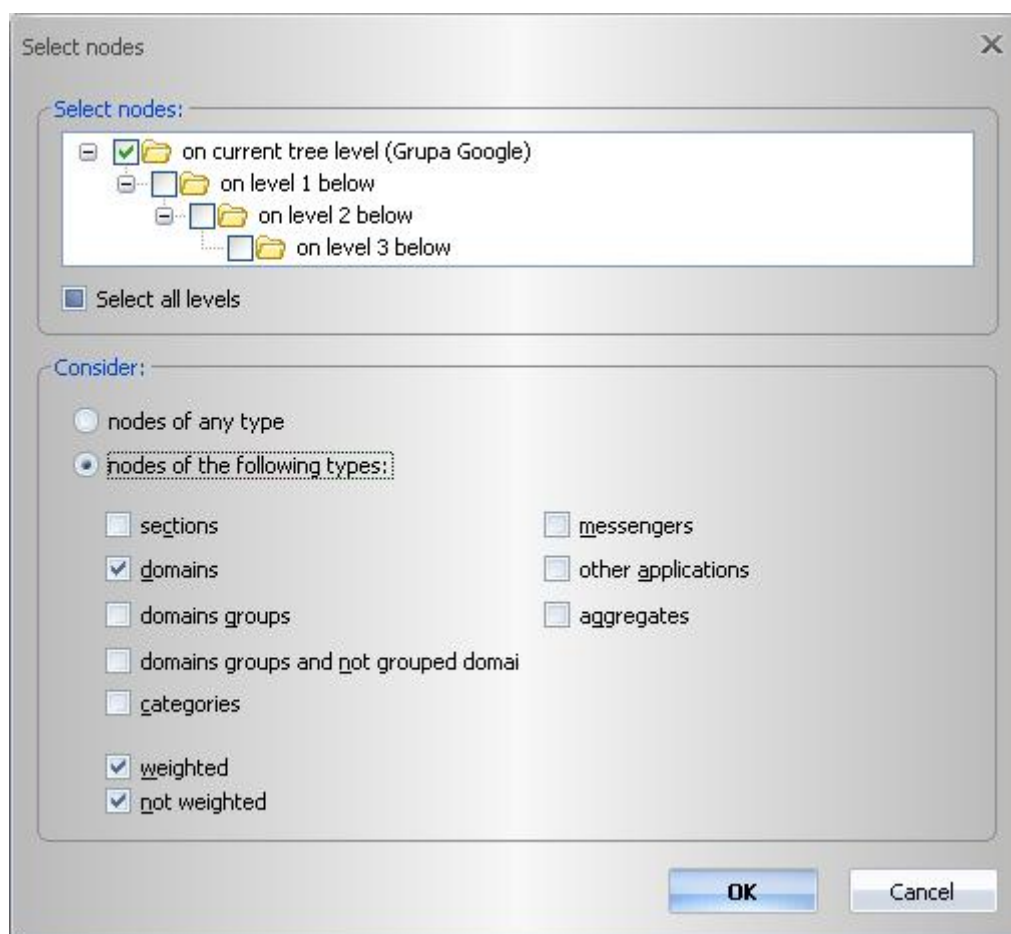 Select nodes
Select nodes:
on current tree level (Grupa Google)
on level 1 below
on level 2 below
on level 3 below
Select all levels
Consider:
nodes of any type
nodes of the following types:
sections
messengers
domains
other applications
domains groups
aggregates
domains groups and not grouped domai
categories
weighted
not weighted
OK
Cancel